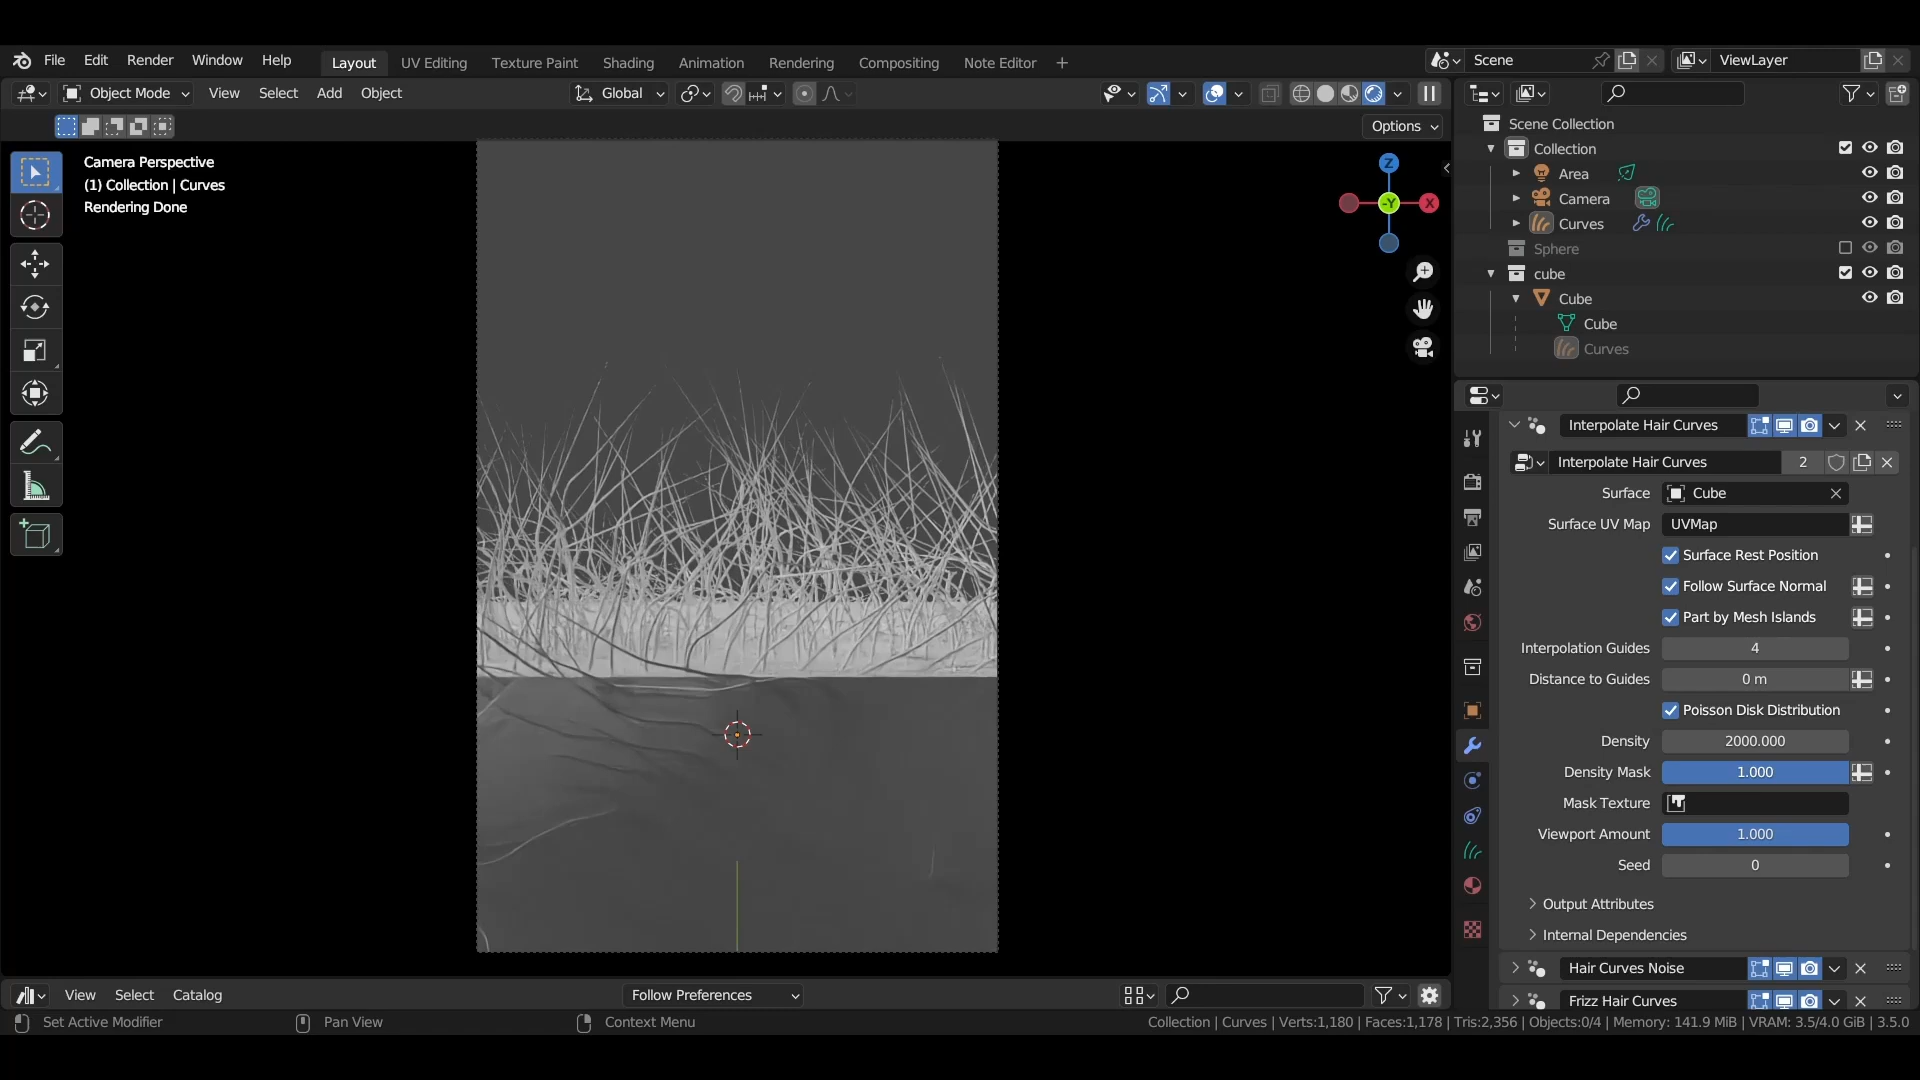 File Edit Render Window Help Layout UV Editing Texture Paint Shading Animation Rendering Compositing Note Editor + Scene ViewLayer
Object Mode View Select Add Object Global
Options
Camera Perspective
(1) Collection | Curves
Rendering Done
Z
-Y
X
Scene Collection
Collection
Area
Camera
Curves
Sphere
cube
Cube
Cube
Curves
Interpolate Hair Curves
Interpolate Hair Curves 2
Surface Cube
Surface UV Map UVMap
Surface Rest Position
Follow Surface Normal
Part by Mesh Islands
Interpolation Guides 4
Distance to Guides 0 m
Poisson Disk Distribution
Density 2000.000
Density Mask 1.000
Mask Texture
Viewport Amount 1.000
Seed 0
Output Attributes
Internal Dependencies
Hair Curves Noise
Frizz Hair Curves
View Select Catalog Follow Preferences
Set Active Modifier Pan View Context Menu Collection | Curves | Verts:1,180 | Faces:1,178 | Tris:2,356 | Objects:0/4 | Memory: 141.9 MiB | VRAM: 3.5/4.0 GiB | 3.5.0